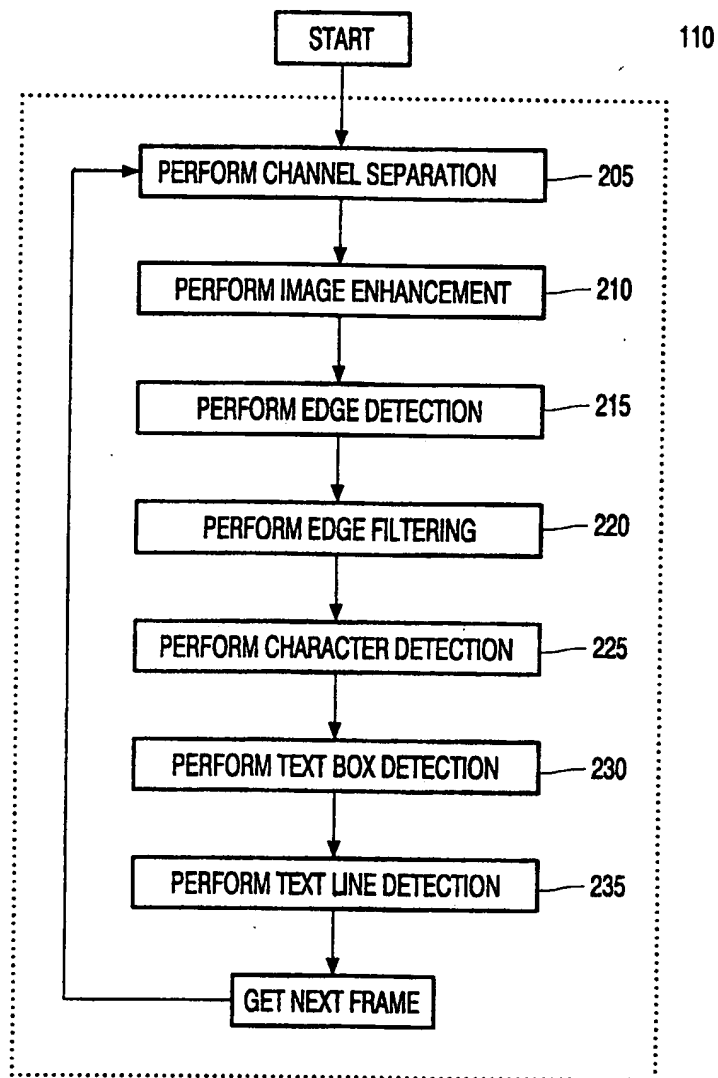 START
110
PERFORM CHANNEL SEPARATION
205
PERFORM IMAGE ENHANCEMENT
210
PERFORM EDGE DETECTION
215
PERFORM EDGE FILTERING
220
PERFORM CHARACTER DETECTION
225
PERFORM TEXT BOX DETECTION
230
PERFORM TEXT LINE DETECTION
235
GET NEXT FRAME